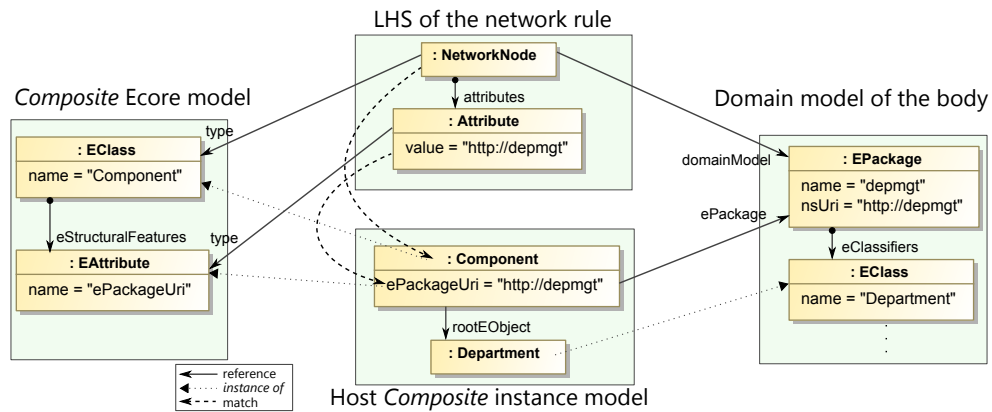 LHS of the network rule
: NetworkNode
attributes
: Attribute
value = "http://depmgt"
Composite Ecore model
type
: EClass
name = "Component"
eStructuralFeatures
type
: EAttribute
name = "ePackageUri"
Domain model of the body
domainModel
: EPackage
name = "depmgt"
nsUri = "http://depmgt"
ePackage
eClassifiers
: EClass
name = "Department"
.
.
.
: Component
ePackageUri = "http://depmgt"
rootEObject
: Department
Host Composite instance model
reference
instance of
match